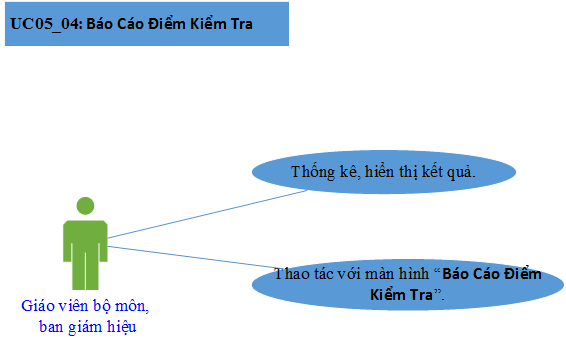 UC05_04: Báo Cáo Điểm Kiểm Tra
Thống kê, hiển thị kết quả.
Thao tác với màn hình “Báo Cáo Điểm
Kiểm Tra”.
Giáo viên bộ môn,
ban giám hiệu